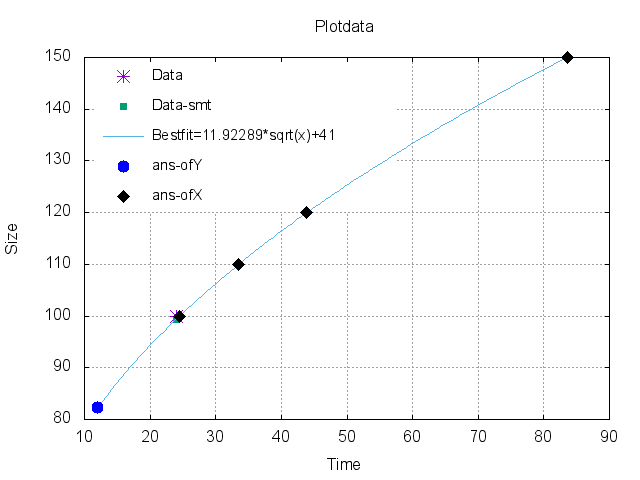 Plotdata
150
140
130
120
110
100
90
80
Size
Data
Data-smt
Bestfit=11.92289*sqrt(x)+41
ans-ofY
ans-ofX
10 20 30 40 50 60 70 80 90
Time